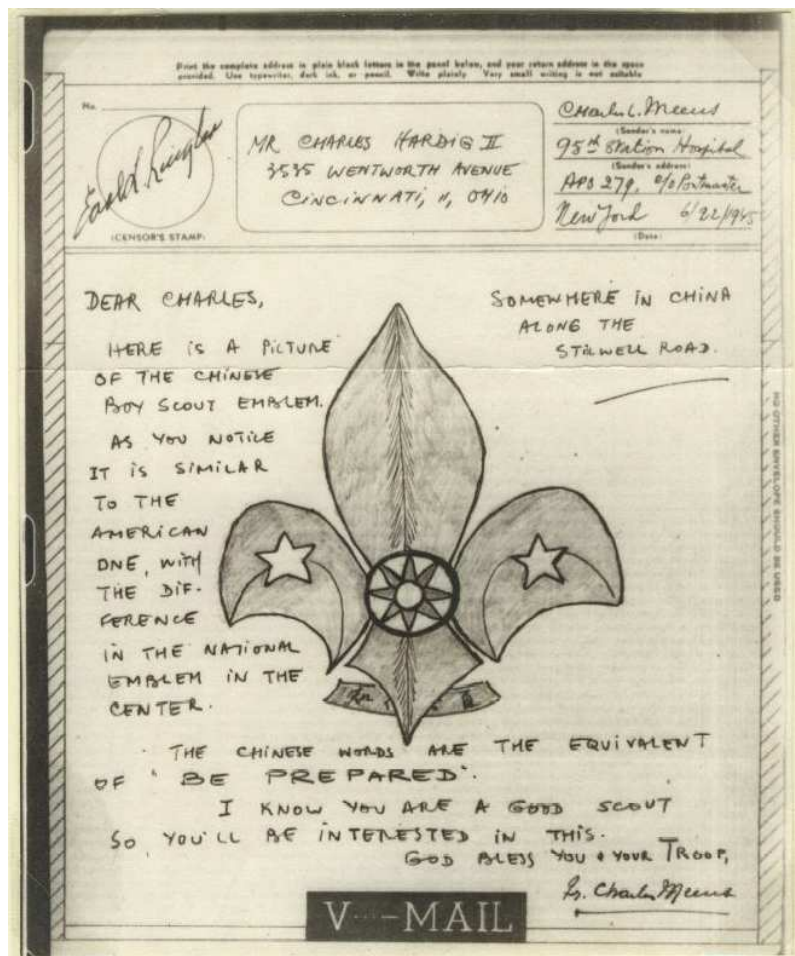 Print the complete address in plain black letters in the panel below, and your return address in the space
provided. Use typewriter, dark ink, or pencil. Write plainly Very small writing is not suitable
No.
(CENSOR'S STAMP)
MR CHARLES HARDIG II
3535 WENTWORTH AVENUE
CINCINNATI, 11, OHIO
Charles L. Meeus
(Sender's name)
95th Station Hospital
(Sender's address)
APO 279, c/o Postmaster
New York 6/22/1945
(Date)
DEAR CHARLES,
SOMEWHERE IN CHINA
ALONG THE
STILWELL ROAD.
HERE IS A PICTURE
OF THE CHINESE
BOY SCOUT EMBLEM.
AS YOU NOTICE
IT IS SIMILAR
TO THE
AMERICAN
ONE, WITH
THE DIF-
FERENCE
IN THE NATIONAL
EMBLEM IN THE
CENTER.
THE CHINESE WORDS ARE THE EQUIVALENT
OF "BE PREPARED".
I KNOW YOU ARE A GOOD SCOUT
SO YOU'LL BE INTERESTED IN THIS.
GOD BLESS YOU & YOUR TROOP,
Fr. Charles Meeus
NO OTHER ENVELOPE SHOULD BE USED
V···—MAIL